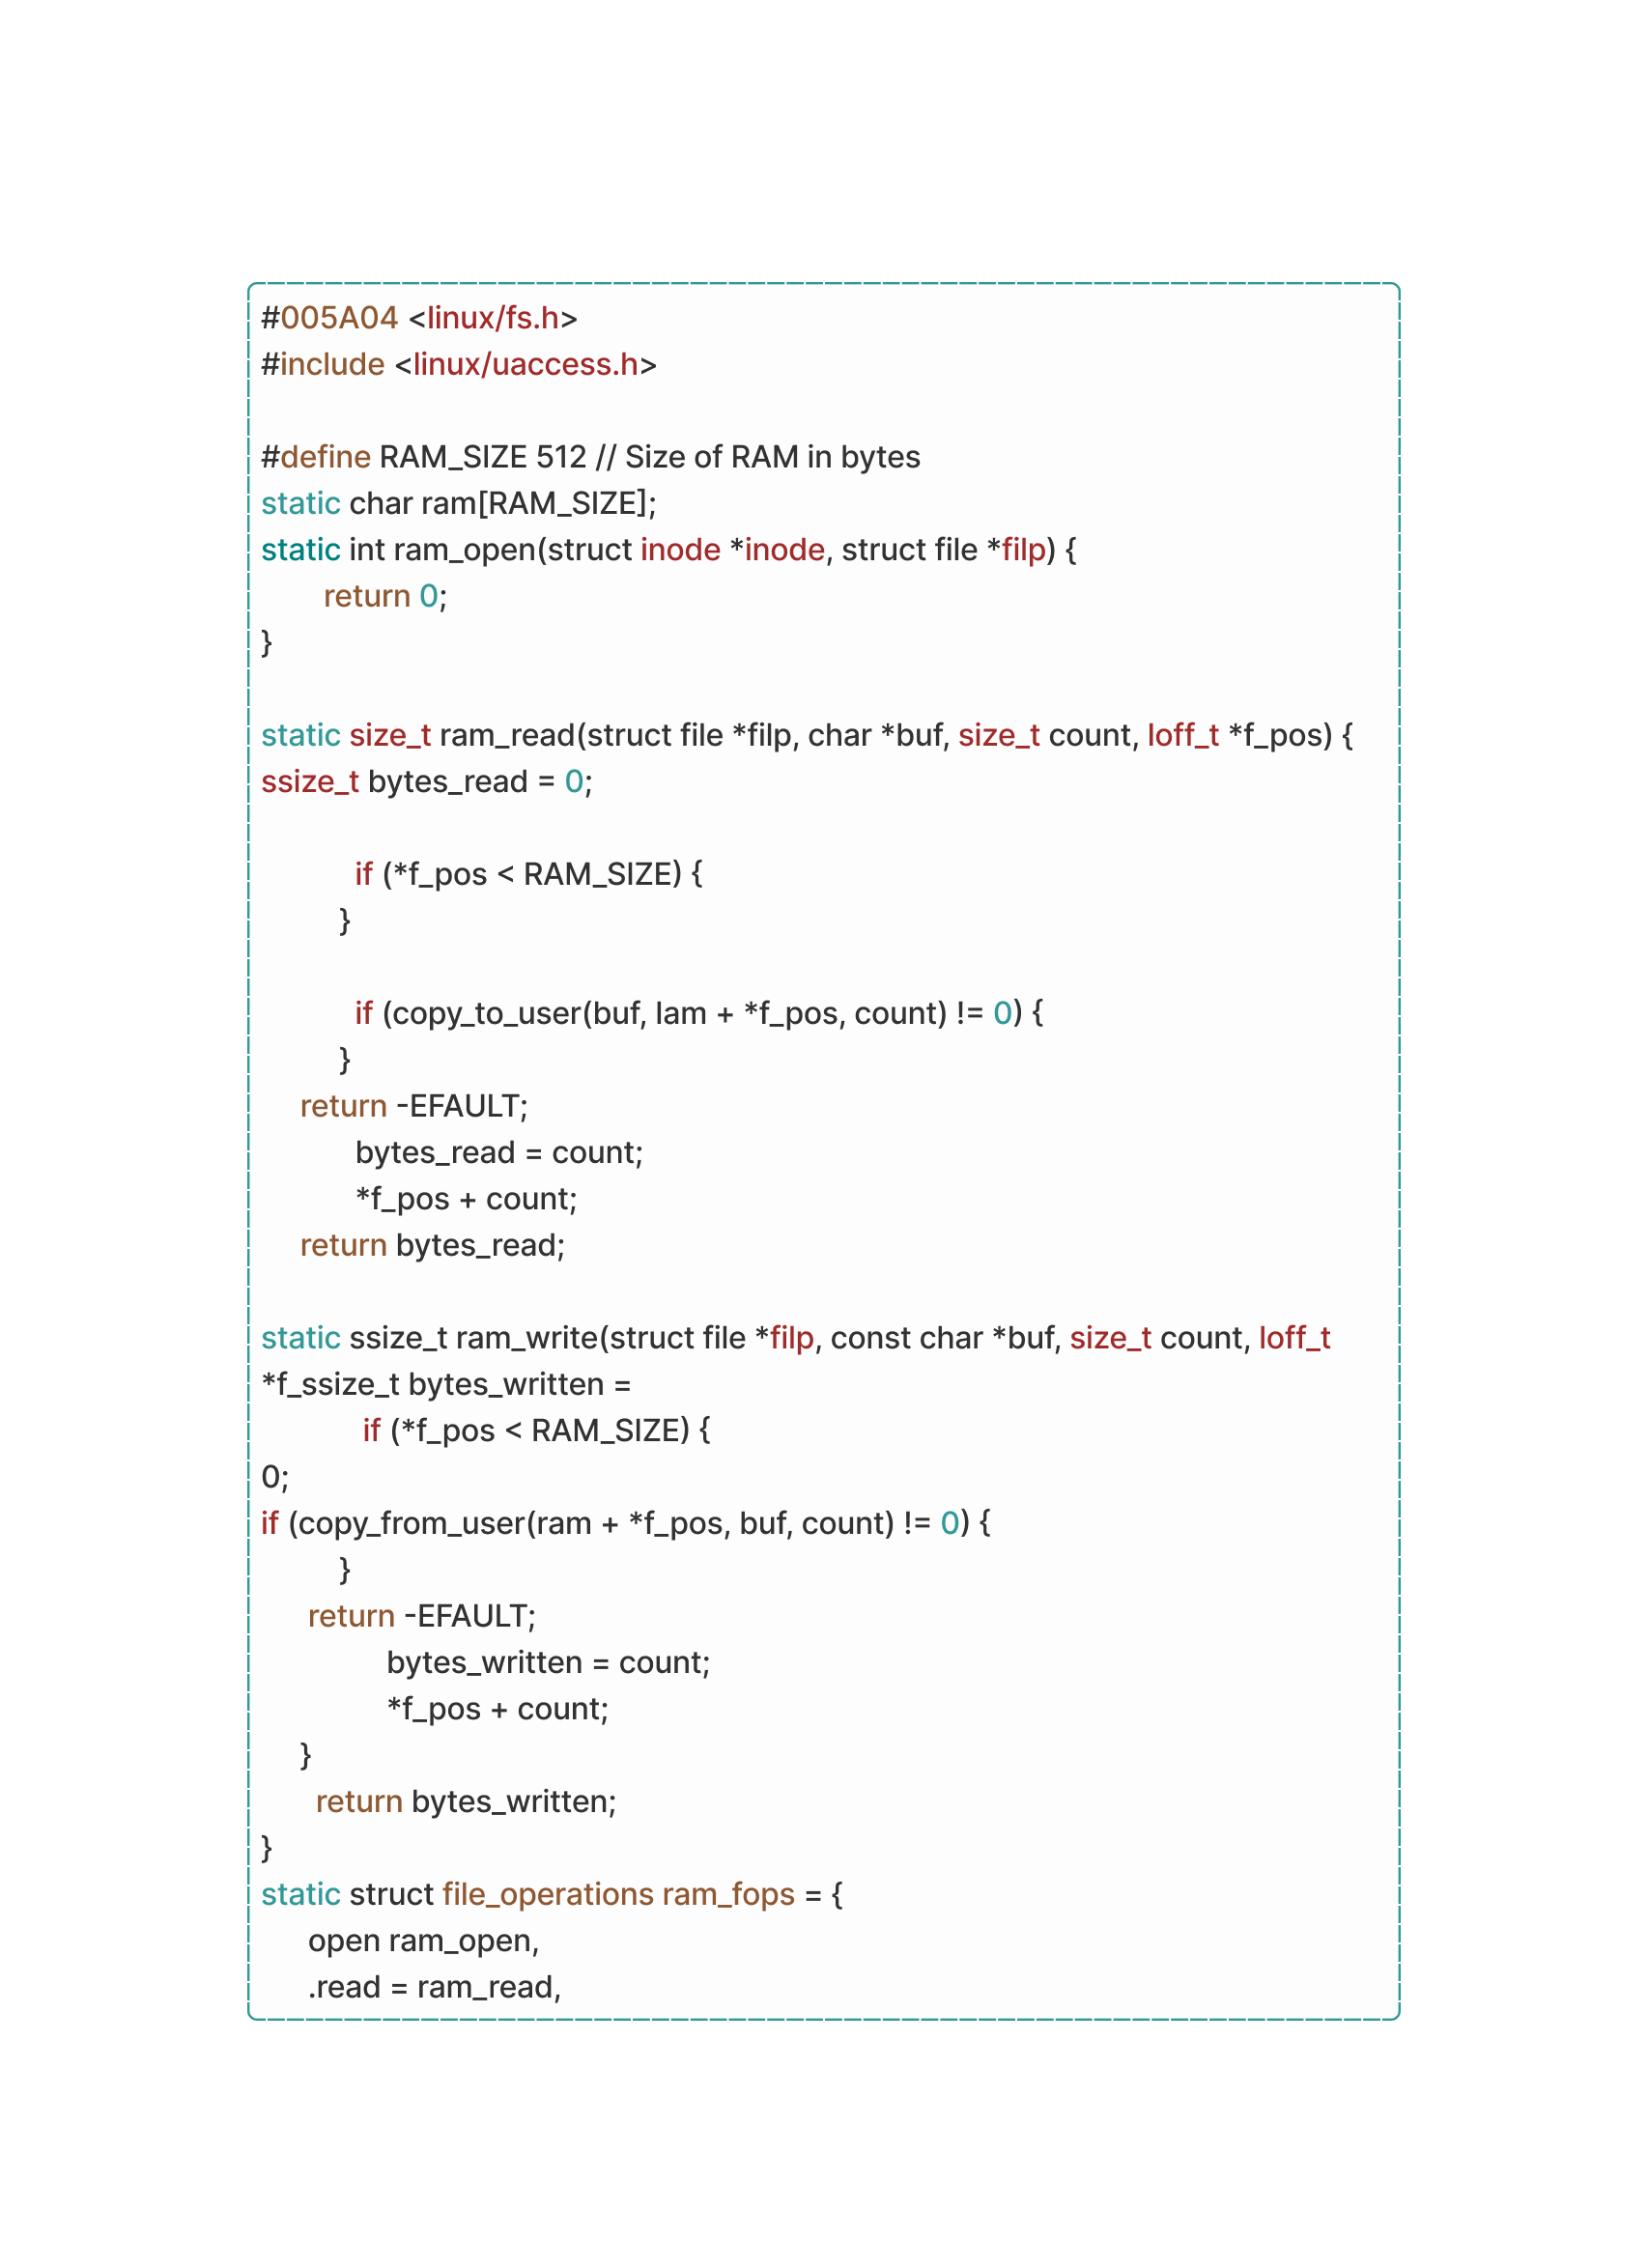 #005A04 <linux/fs.h>
#include <linux/uaccess.h>
#define RAM_SIZE 512 // Size of RAM in bytes
static char ram[RAM_SIZE];
static int ram_open(struct inode *inode, struct file *filp) {
return 0;
}
static size_t ram_read(struct file *filp, char *buf, size_t count, loff_t *f_pos) {
ssize_t bytes_read = 0;
if (*f_pos < RAM_SIZE) {
}
if (copy_to_user(buf, lam + *f_pos, count) != 0) {
}
return -EFAULT;
bytes_read = count;
*f_pos + count;
return bytes_read;
static ssize_t ram_write(struct file *filp, const char *buf, size_t count, loff_t
*f_ssize_t bytes_written =
if (*f_pos < RAM_SIZE) {
0;
if (copy_from_user(ram + *f_pos, buf, count) != 0) {
}
return -EFAULT;
bytes_written = count;
*f_pos + count;
}
return bytes_written;
}
static struct file_operations ram_fops = {
open ram_open,
.read = ram_read,